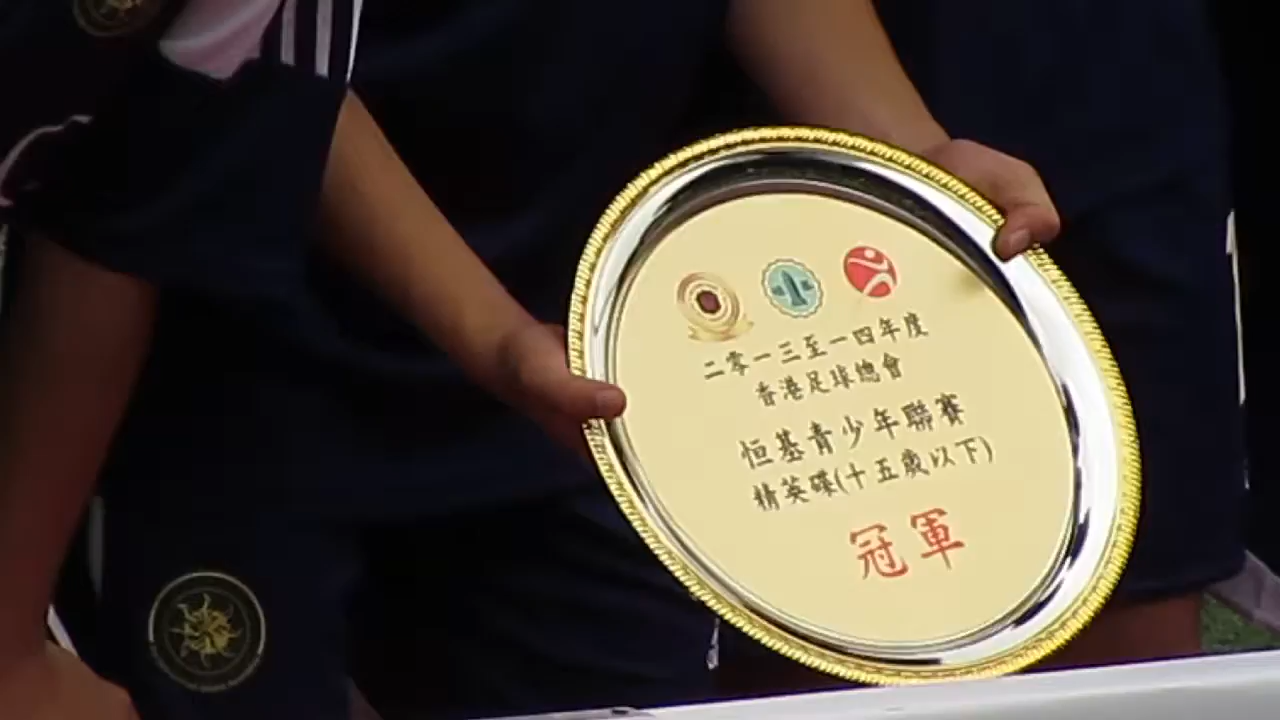 二零一三至一四年度
香港足球總會
恒基青少年聯賽
精英碟(十五歲以下)
冠軍